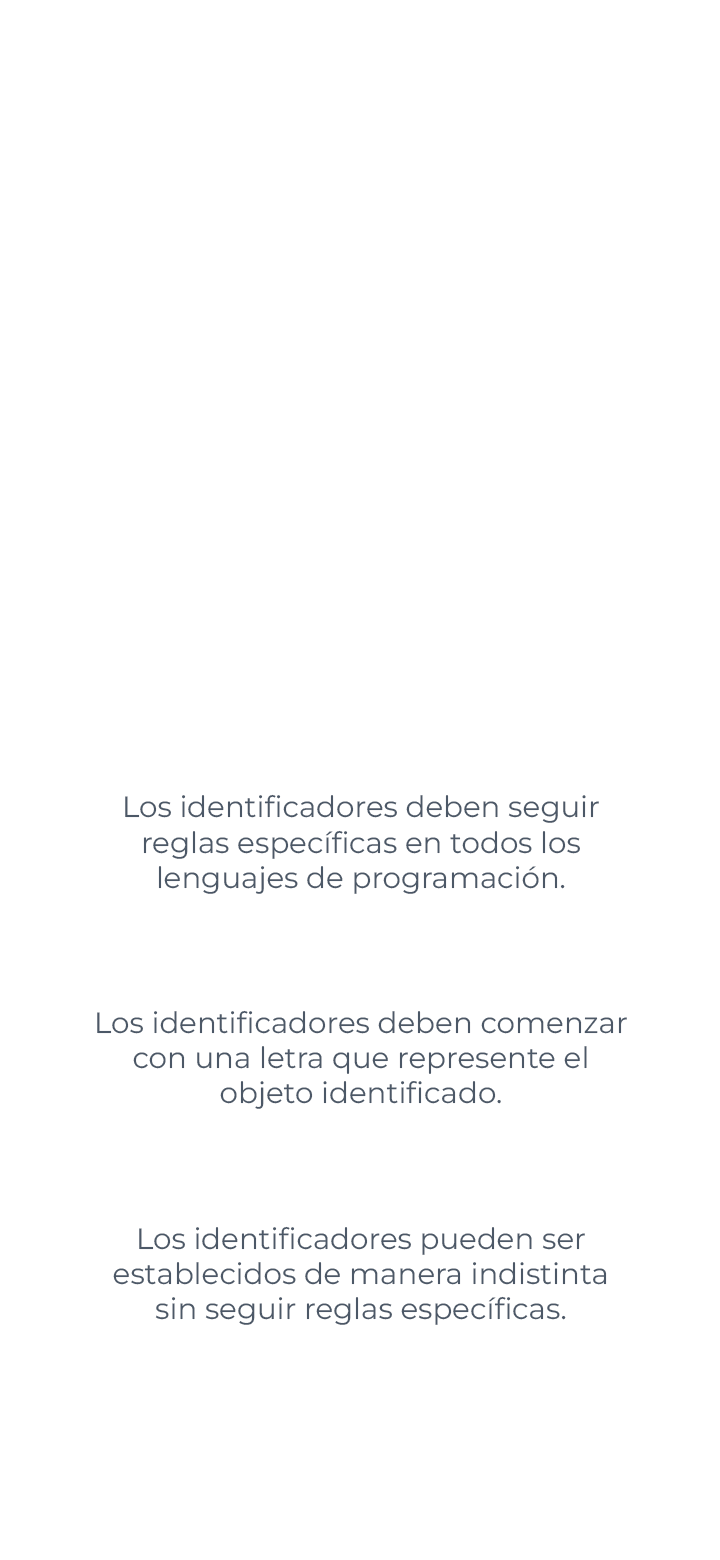 Los identificadores deben seguir
reglas específicas en todos los
lenguajes de programación.
Los identificadores deben comenzar
con una letra que represente el
objeto identificado.
Los identificadores pueden ser
establecidos de manera indistinta
sin seguir reglas específicas.